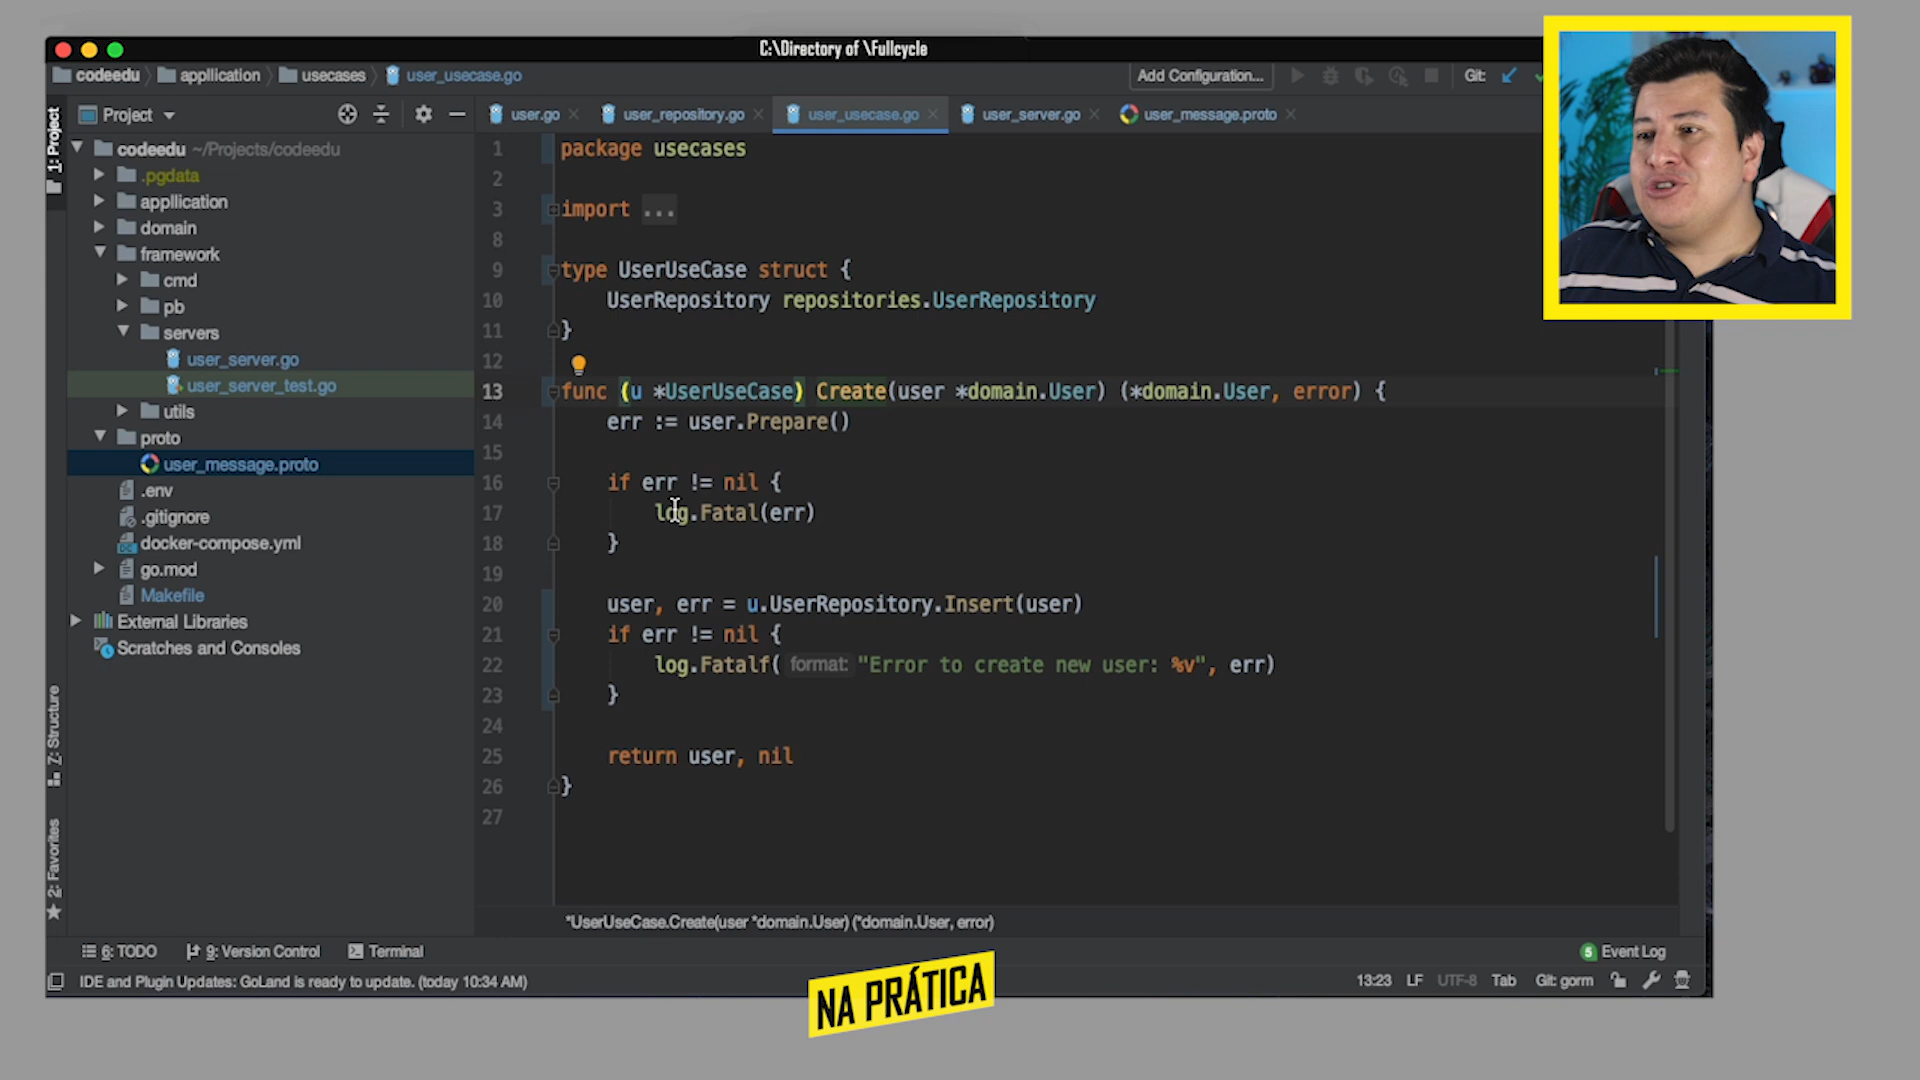 C:\Directory of \Fullcycle
codeedu
appllication
usecases
user_usecase.go
Add Configuration...
Git:
1: Project
Project
user.go
user_repository.go
user_usecase.go
user_server.go
user_message.proto
codeedu ~/Projects/codeedu
.pgdata
appllication
domain
framework
cmd
pb
servers
user_server.go
user_server_test.go
utils
proto
user_message.proto
.env
.gitignore
docker-compose.yml
go.mod
Makefile
External Libraries
Scratches and Consoles
Z: Structure
2: Favorites
1 package usecases
2
3 import ...
8
9 type UserUseCase struct {
10 UserRepository repositories.UserRepository
11 }
12
13 func (u *UserUseCase) Create(user *domain.User) (*domain.User, error) {
14 err := user.Prepare()
15
16 if err != nil {
17 log.Fatal(err)
18 }
19
20 user, err = u.UserRepository.Insert(user)
21 if err != nil {
22 log.Fatalf( format: "Error to create new user: %v", err)
23 }
24
25 return user, nil
26 }
27
*UserUseCase.Create(user *domain.User) (*domain.User, error)
6: TODO
9: Version Control
Terminal
5 Event Log
IDE and Plugin Updates: GoLand is ready to update. (today 10:34 AM)
13:23 LF UTF-8 Tab Git: gorm
NA PRÁTICA